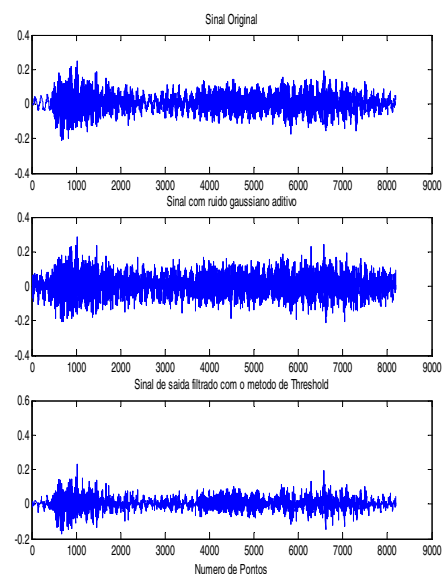 Sinal Original
0.4
0.2
0
-0.2
-0.4
0 1000 2000 3000 4000 5000 6000 7000 8000 9000
Sinal com ruido gaussiano aditivo
0.4
0.2
0
-0.2
-0.4
0 1000 2000 3000 4000 5000 6000 7000 8000 9000
Sinal de saida filtrado com o metodo de Threshold
0.6
0.4
0.2
0
-0.2
0 1000 2000 3000 4000 5000 6000 7000 8000 9000
Numero de Pontos